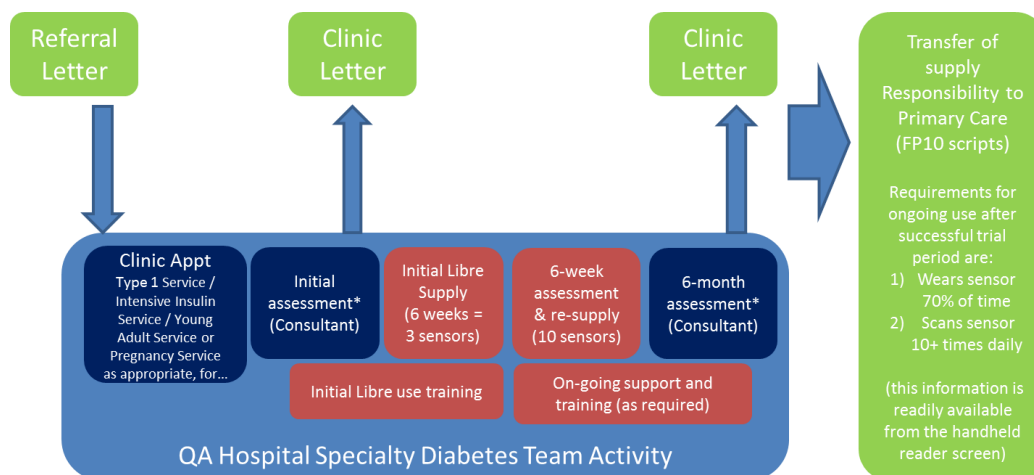 Referral
Letter
Clinic
Letter
Clinic
Letter
Transfer of
supply
Responsibility to
Primary Care
(FP10 scripts)
Requirements for
ongoing use after
successful trial
period are:
1) Wears sensor
70% of time
2) Scans sensor
10+ times daily
(this information is
readily available
from the handheld
reader screen)
Clinic Appt
Type 1 Service /
Intensive Insulin
Service / Young
Adult Service or
Pregnancy Service
as appropriate, for...
Initial
assessment*
(Consultant)
Initial Libre
Supply
(6 weeks =
3 sensors)
6-week
assessment
& re-supply
(10 sensors)
6-month
assessment*
(Consultant)
Initial Libre use training
On-going support and
training (as required)
QA Hospital Specialty Diabetes Team Activity